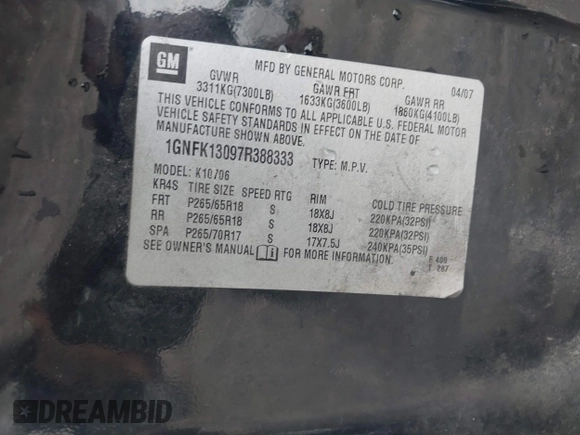 GM
MFD BY GENERAL MOTORS CORP. 04/07
GVWR GAWR FRT GAWR RR
3311KG(7300LB) 1633KG(3600LB) 1860KG(4100LB)
THIS VEHICLE CONFORMS TO ALL APPLICABLE U.S. FEDERAL MOTOR
VEHICLE SAFETY STANDARDS IN EFFECT ON THE DATE OF
MANUFACTURE SHOWN ABOVE.
1GNFK13097R388333 TYPE: M.P.V.
MODEL: K10706
KR4S TIRE SIZE SPEED RTG RIM COLD TIRE PRESSURE
FRT P265/65R18 S 18X8J 220KPA(32PSI)
RR P265/65R18 S 18X8J 220KPA(32PSI)
SPA P265/70R17 S 17X7.5J 240KPA(35PSI)
SEE OWNER'S MANUAL FOR MORE INFORMATION.
400
287
DREAMBID